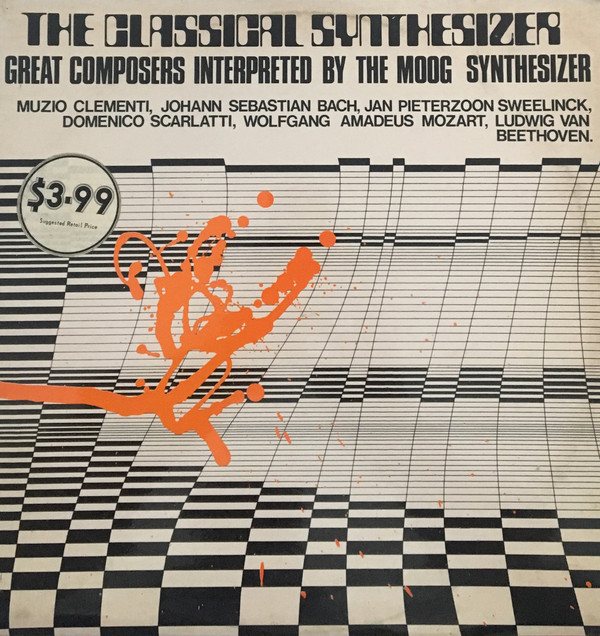 THE CLASSICAL SYNTHESIZER
GREAT COMPOSERS INTERPRETED BY THE MOOG SYNTHESIZER
MUZIO CLEMENTI, JOHANN SEBASTIAN BACH, JAN PIETERZOON SWEELINCK,
DOMENICO SCARLATTI, WOLFGANG AMADEUS MOZART, LUDWIG VAN
BEETHOVEN.
$3·99
Suggested Retail Price